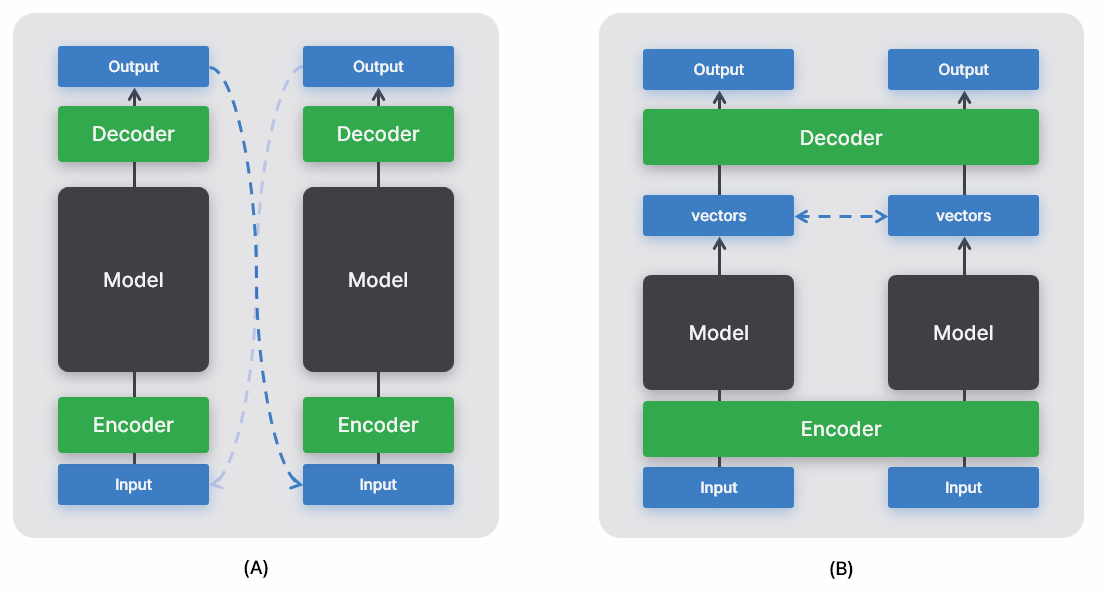 Output
Decoder
Model
Encoder
Input
Output
Decoder
Model
Encoder
Input
(A)
Output
Output
Decoder
vectors
vectors
Model
Model
Encoder
Input
Input
(B)